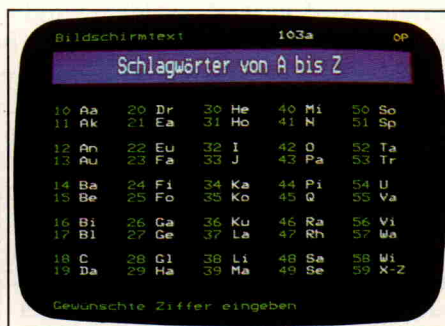 Bildschirmtext 103a 0P
Schlagwörter von A bis Z
10 Aa 20 Dr 30 He 40 Mi 50 So
11 Ak 21 Ea 31 Ho 41 N 51 Sp
12 An 22 Eu 32 I 42 O 52 Ta
13 Au 23 Fa 33 J 43 Pa 53 Tr
14 Ba 24 Fi 34 Ka 44 Pi 54 U
15 Be 25 Fo 35 Ko 45 Q 55 Va
16 Bi 26 Ga 36 Ku 46 Ra 56 Vi
17 Bl 27 Ge 37 La 47 Rh 57 Wa
18 C 28 Gl 38 Li 48 Sa 58 Wi
19 Da 29 Ha 39 Ma 49 Se 59 X-Z
Gewünschte Ziffer eingeben